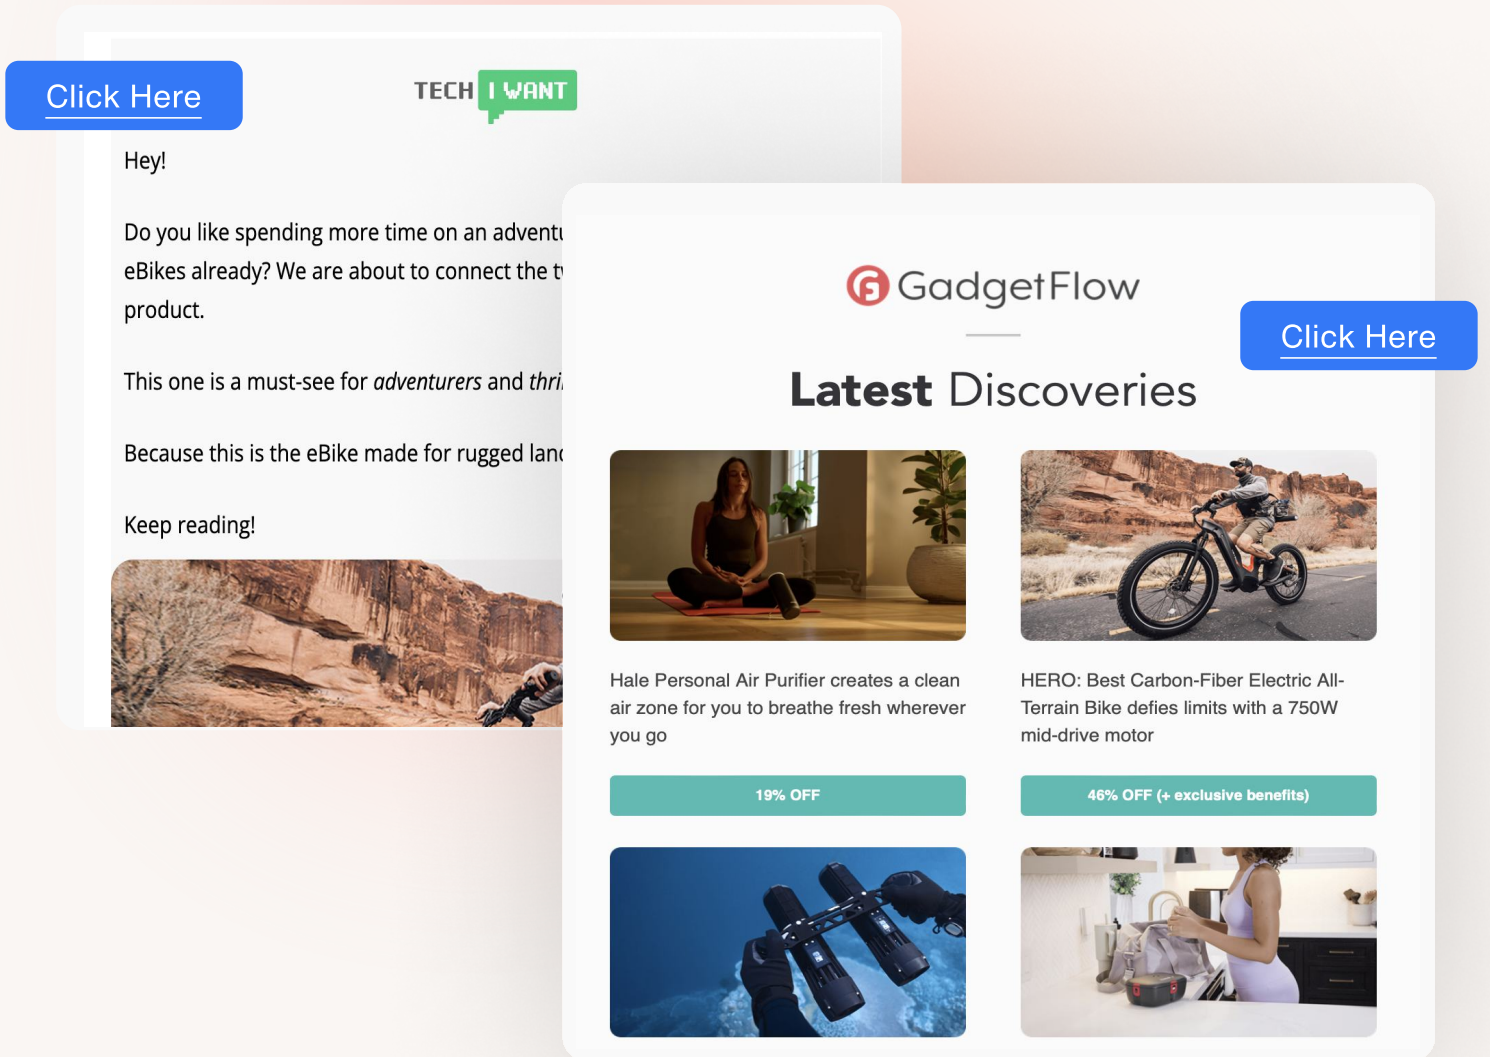 Click Here
TECH I WANT
Hey!
Do you like spending more time on an
eBikes already? We are about to connect the
product.
This one is a must-see for adventurers and
Because this is the eBike made for rugged
Keep reading!
GadgetFlow
Click Here
Latest Discoveries
Hale Personal Air Purifier creates a clean
air zone for you to breathe fresh wherever
you go
19% OFF
HERO: Best Carbon-Fiber Electric All-
Terrain Bike defies limits with a 750W
mid-drive motor
46% OFF (+ exclusive benefits)